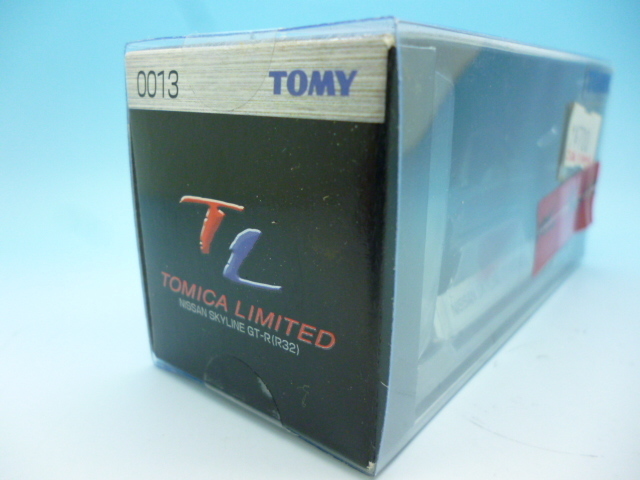 0013 TOMY
TL
TOMICA LIMITED
NISSAN SKYLINE GT-R(R32)